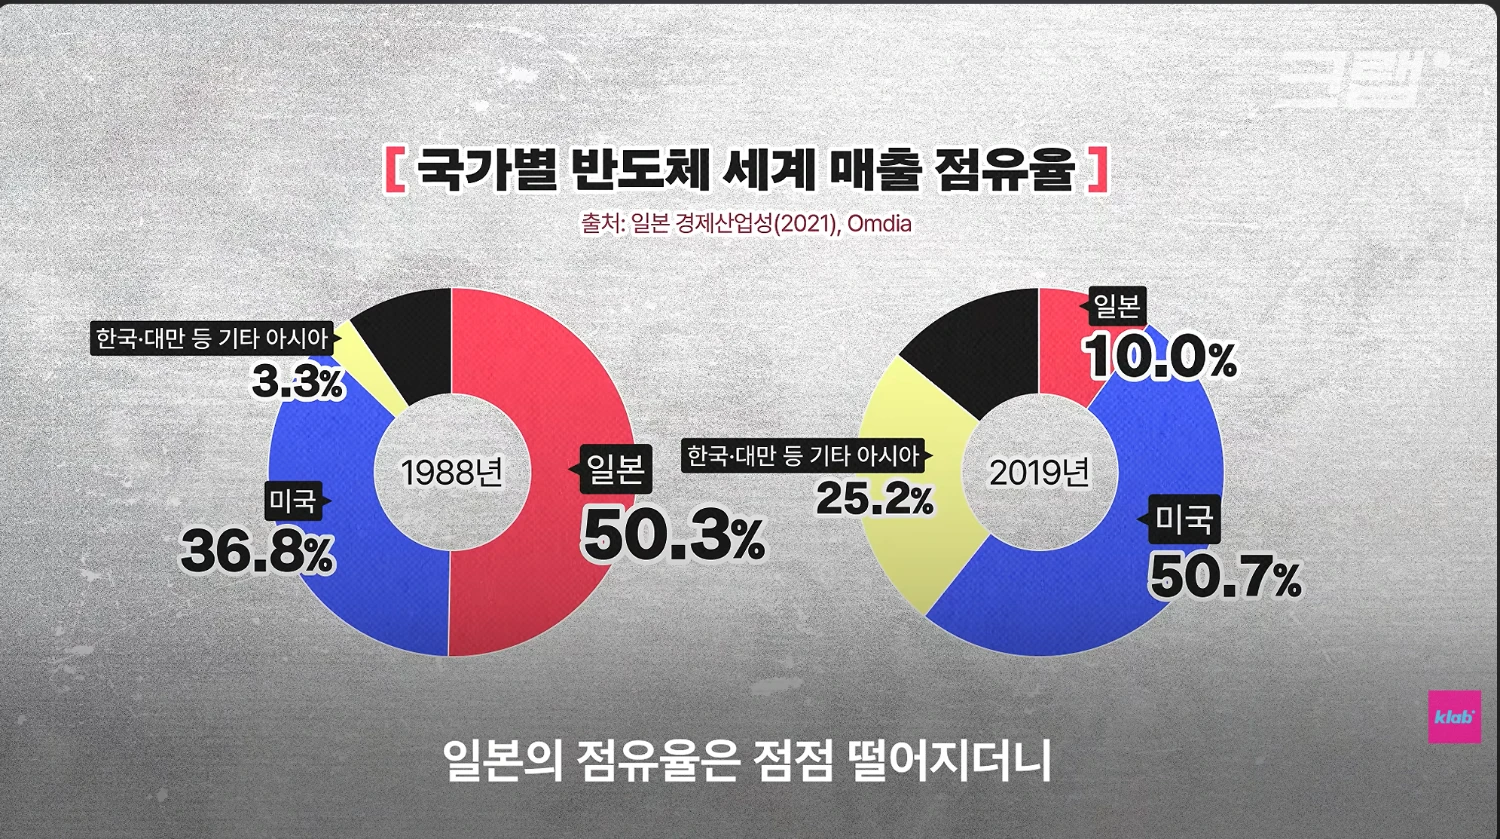 크랩
[ 국가별 반도체 세계 매출 점유율 ]
출처: 일본 경제산업성(2021), Omdia
한국·대만 등 기타 아시아
3.3%
미국
36.8%
1988년
일본
50.3%
일본
10.0%
한국·대만 등 기타 아시아
25.2%
2019년
미국
50.7%
klab
일본의 점유율은 점점 떨어지더니